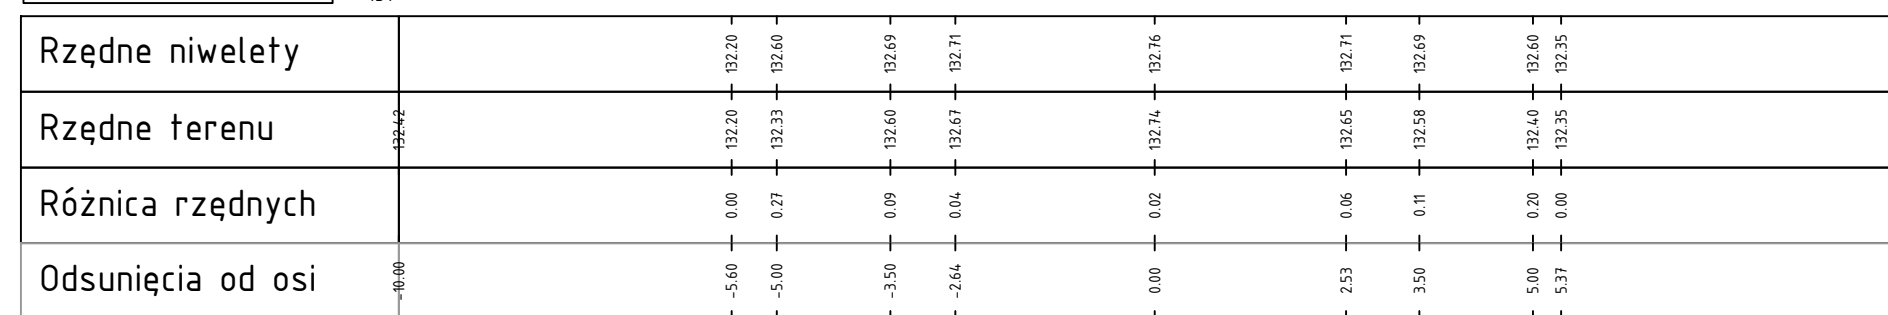 Rzędne niwelety 132.20 132.60 132.69 132.71 132.76 132.71 132.69 132.60 132.35
Rzędne terenu 132.42 132.20 132.33 132.60 132.67 132.74 132.65 132.58 132.40 132.35
Różnica rzędnych 0.00 0.27 0.09 0.04 0.02 0.06 0.11 0.20 0.00
Odsunięcia od osi -10.00 -5.60 -5.00 -3.50 -2.64 0.00 2.53 3.50 5.00 5.37